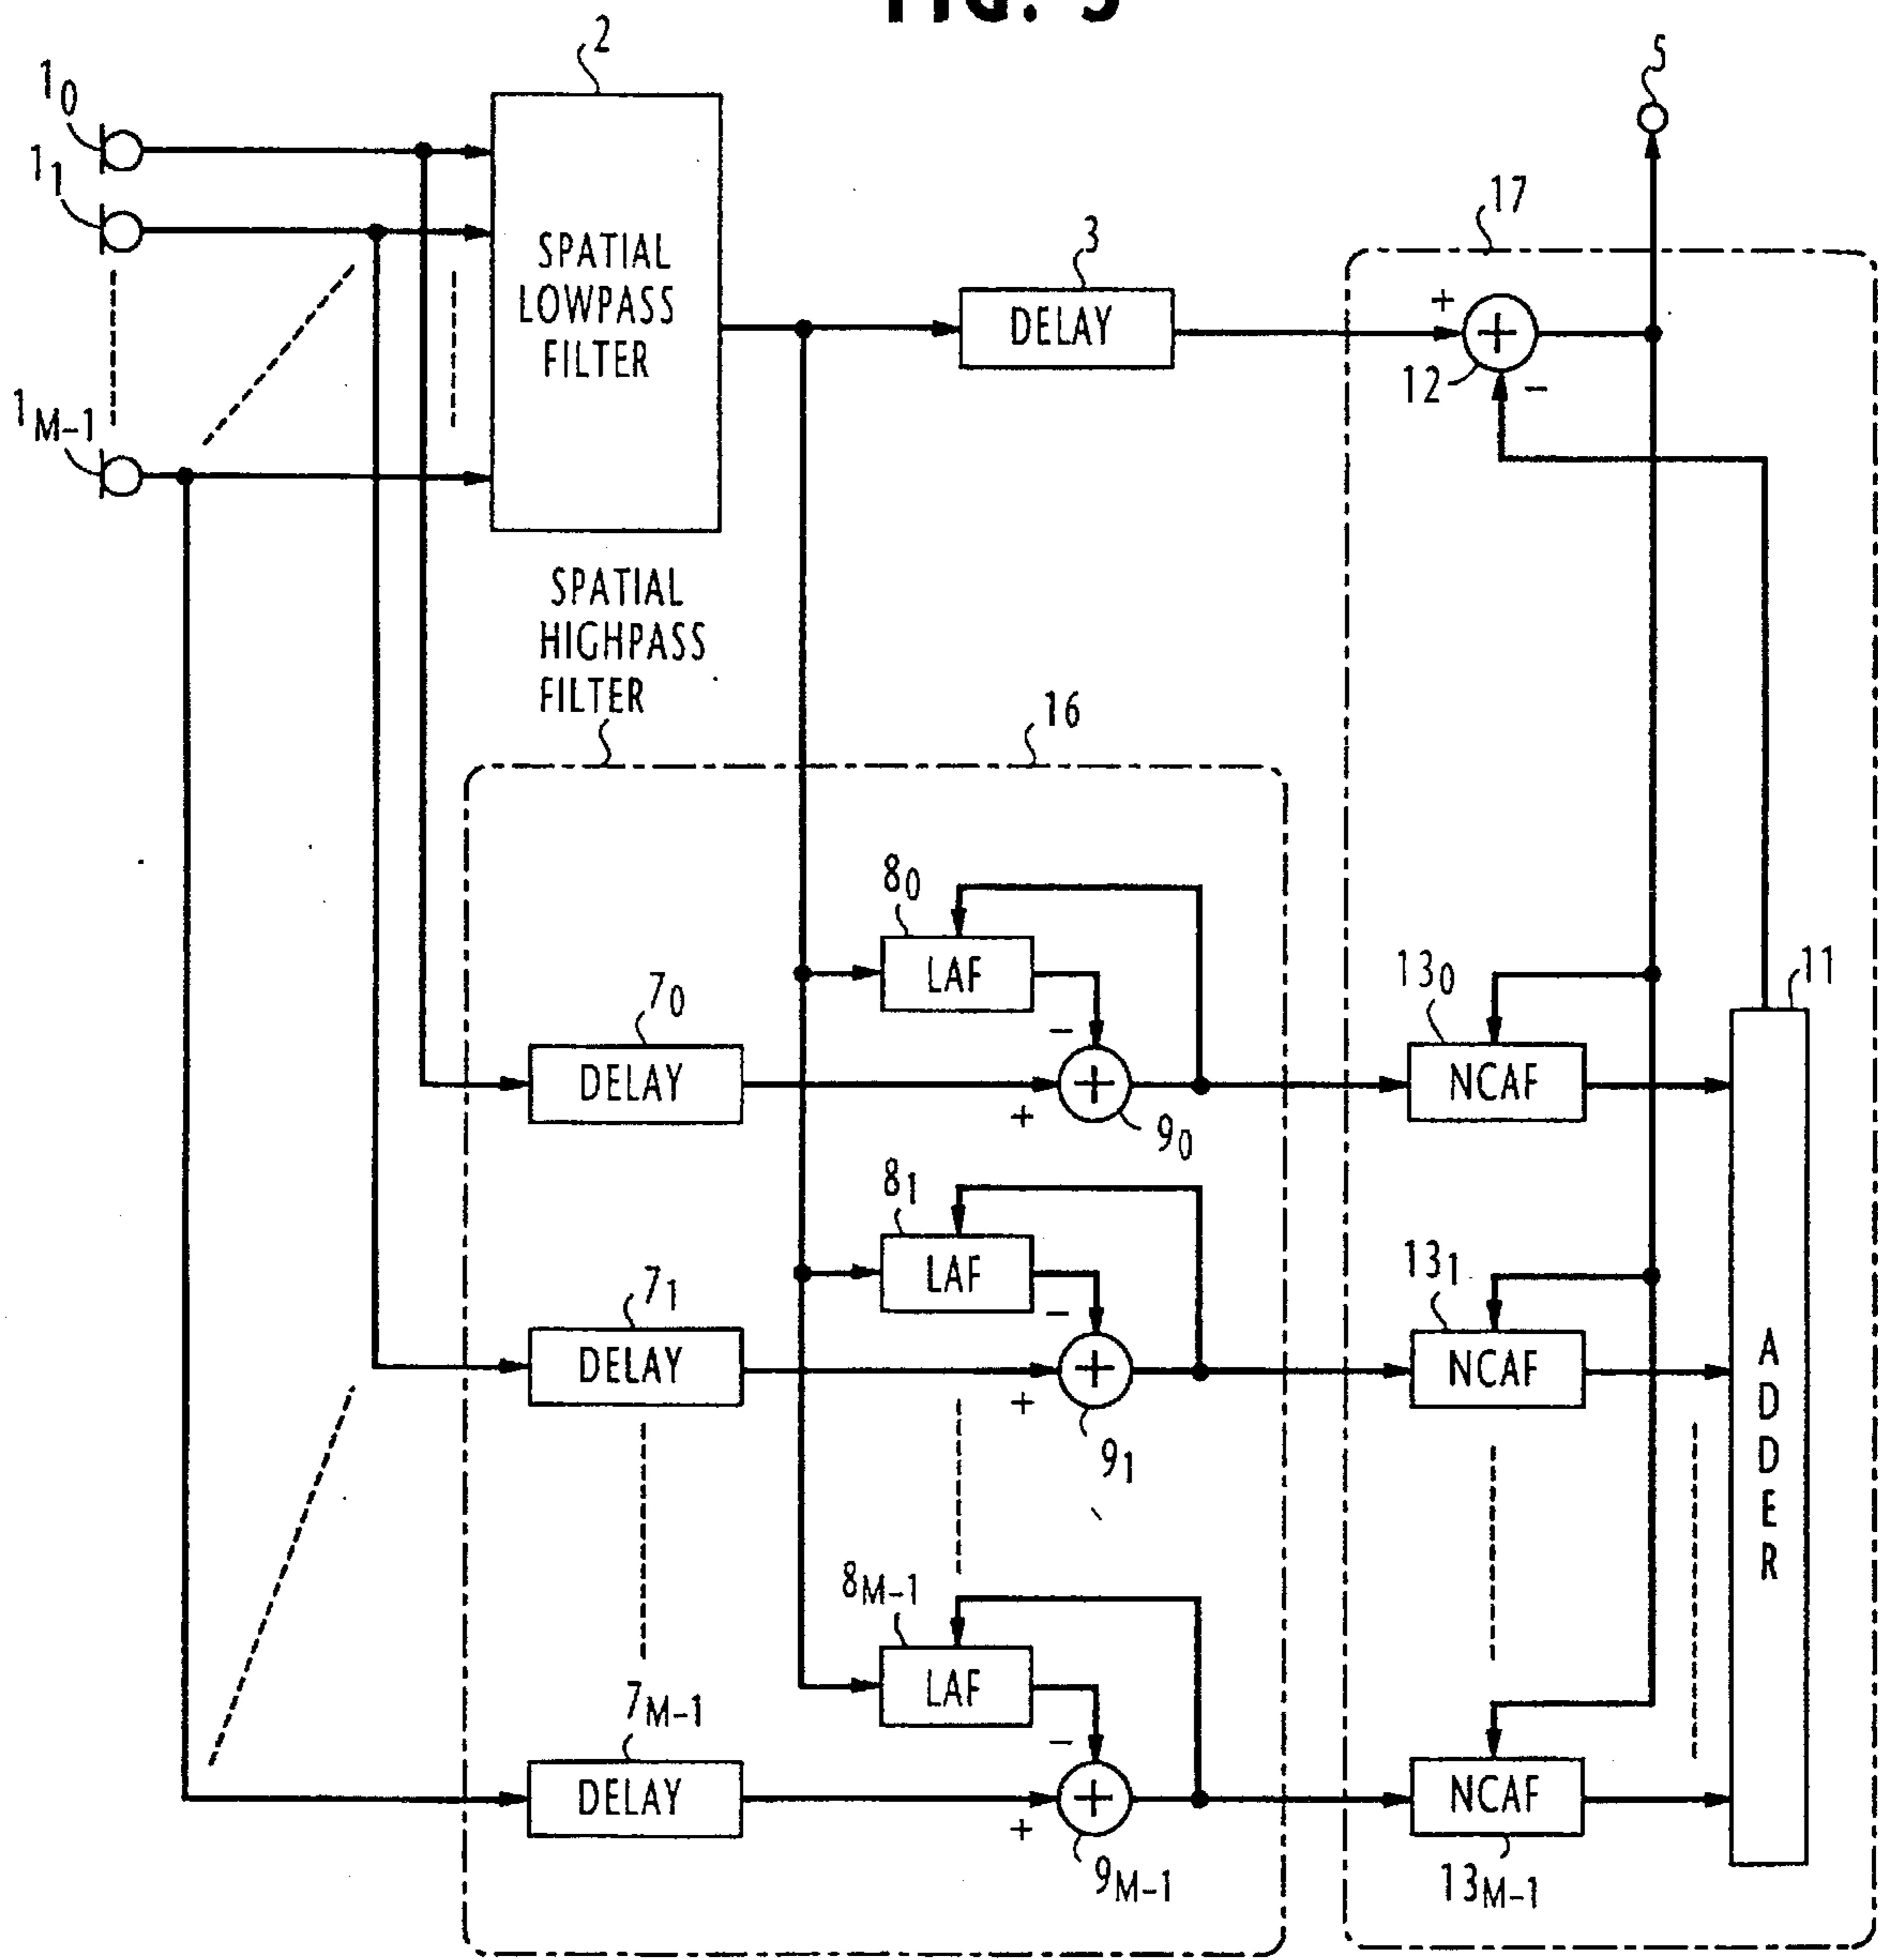 FIG. 3
2
5
1₀
1₁
17
SPATIAL
LOWPASS
FILTER
3
DELAY
+
+
12
−
1M-1
SPATIAL
HIGHPASS
FILTER
16
8₀
LAF
7₀
DELAY
−
+
+
9₀
13₀
NCAF
11
8₁
LAF
7₁
DELAY
−
+
+
9₁
13₁
NCAF
ADDER
8M-1
LAF
7M-1
DELAY
−
+
+
9M-1
NCAF
13M-1